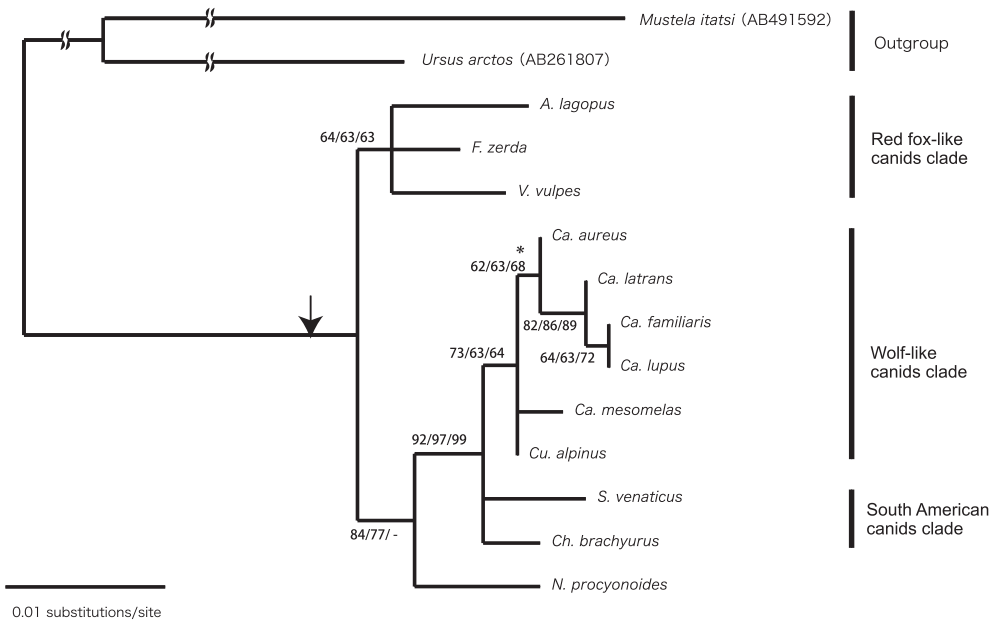 Mustela itatsi (AB491592)
Outgroup
Ursus arctos (AB261807)
A. lagopus
64/63/63
Red fox-like
canids clade
F. zerda
V. vulpes
Ca. aureus
*
62/63/68
Ca. latrans
82/86/89
Ca. familiaris
64/63/72
Ca. lupus
Wolf-like
canids clade
73/63/64
Ca. mesomelas
92/97/99
Cu. alpinus
S. venaticus
South American
canids clade
84/77/ -
Ch. brachyurus
N. procyonoides
0.01 substitutions/site